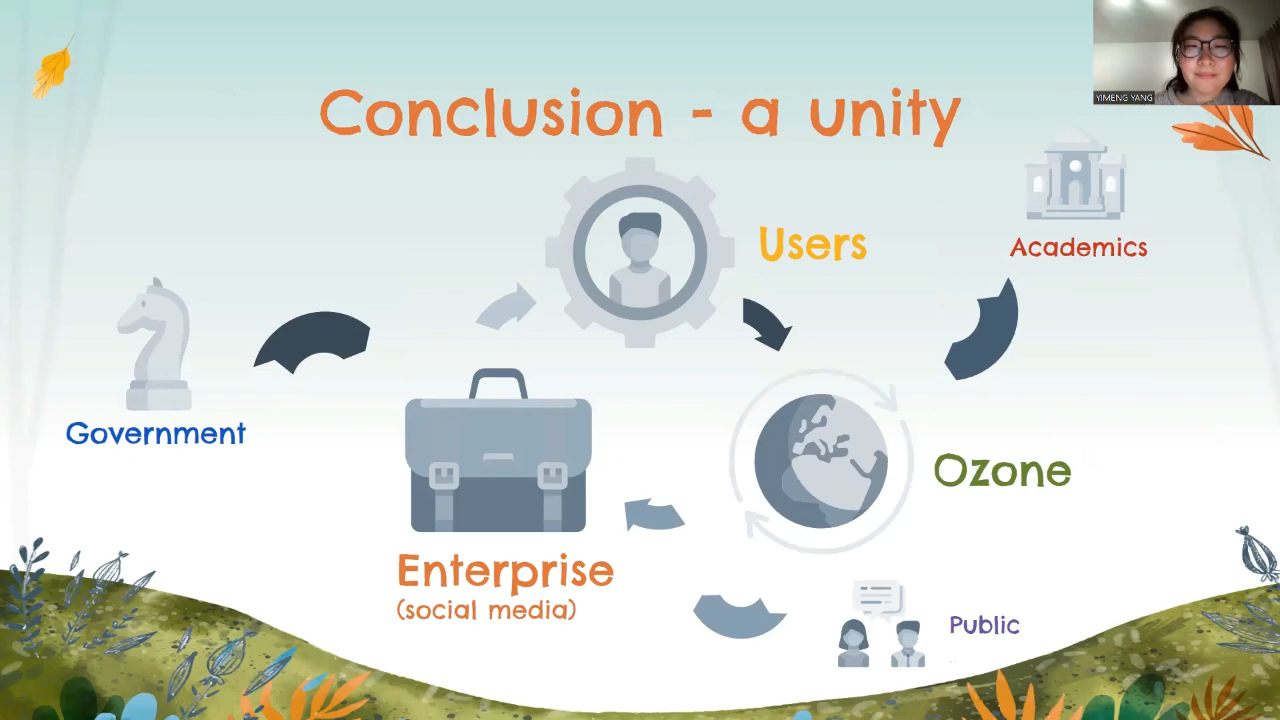 YIMENG YANG
Conclusion - a unity
Users
Academics
Government
Ozone
Enterprise
(social media)
Public